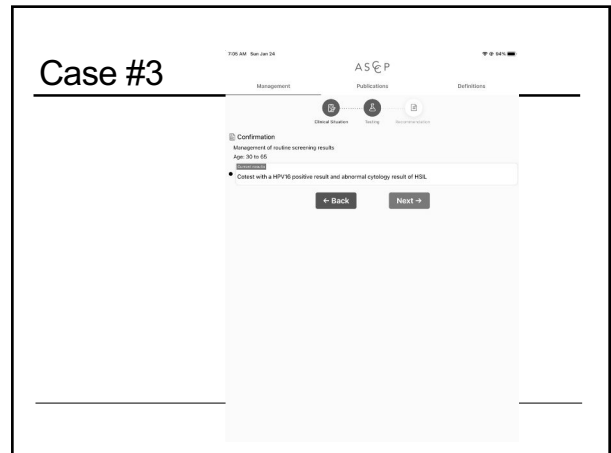 Case #3
7:05 AM Sun Jan 24
94%
ASCCP
Management Publications Definitions
Clinical Situation Testing Recommendation
Confirmation
Management of routine screening results
Age: 30 to 65
Cotest with a HPV16 positive result and abnormal cytology result of HSIL
← Back Next →